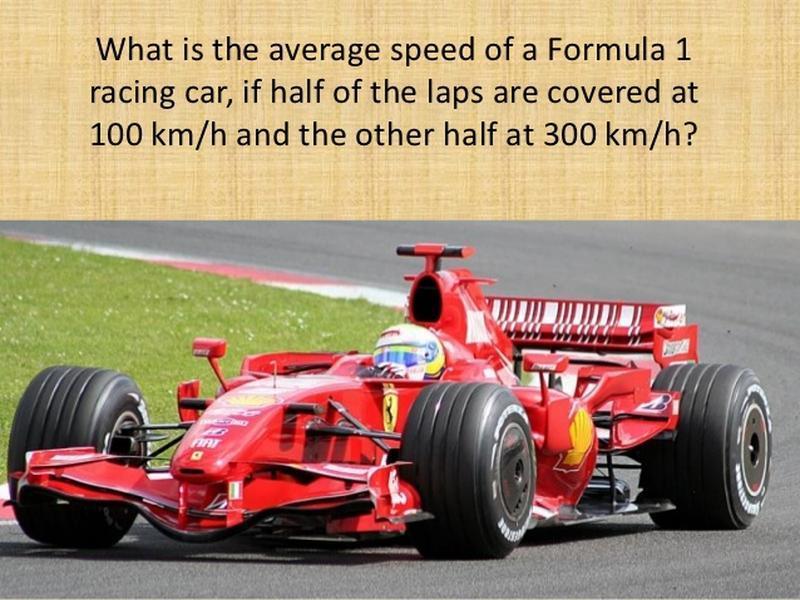 What is the average speed of a Formula 1
racing car, if half of the laps are covered at
100 km/h and the other half at 300 km/h?
FIAT